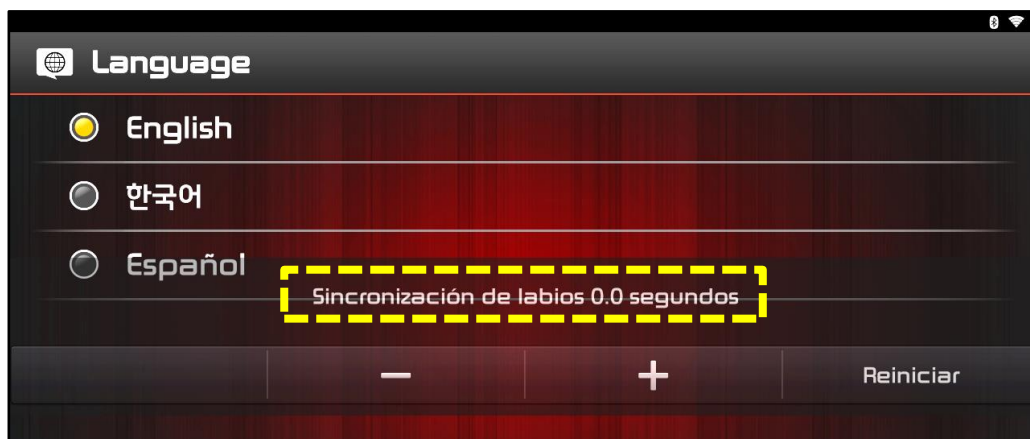 Language
English
한국어
Español
Sincronización de labios 0.0 segundos
− + Reiniciar